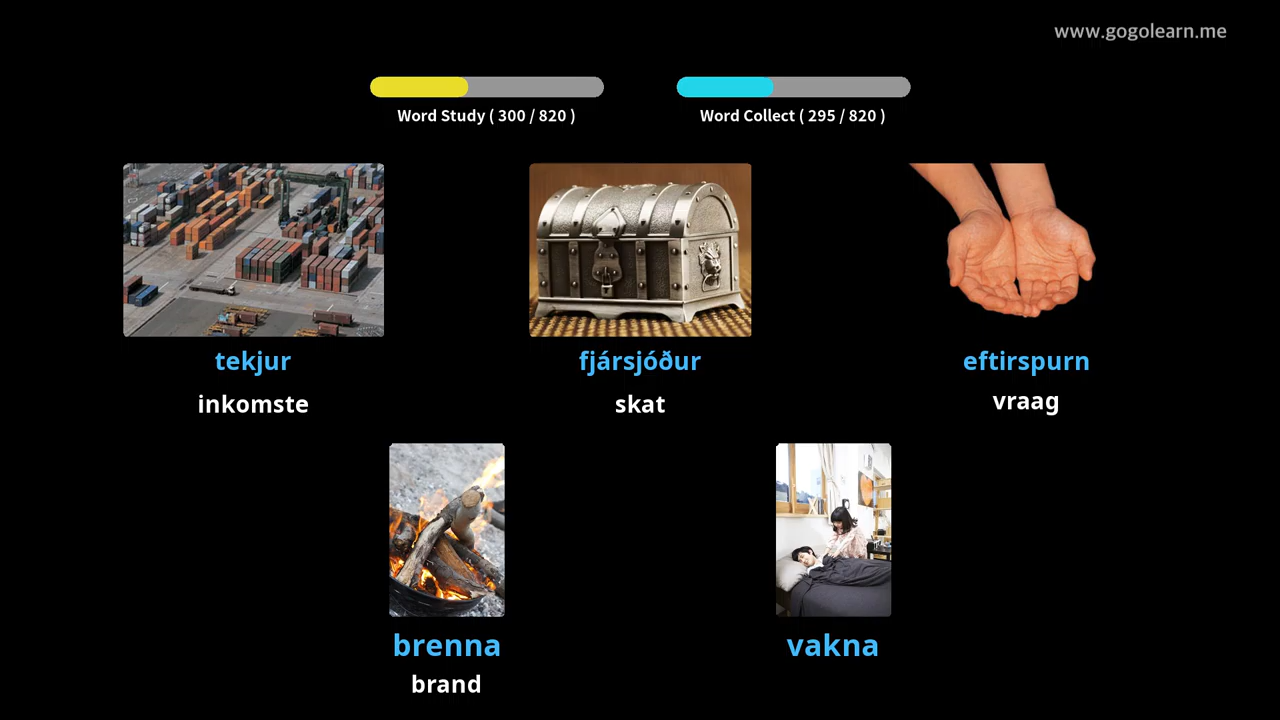 www.gogolearn.me
Word Study ( 300 / 820 )
Word Collect ( 295 / 820 )
tekjur
inkomste
fjársjóður
skat
eftirspurn
vraag
brenna
brand
vakna